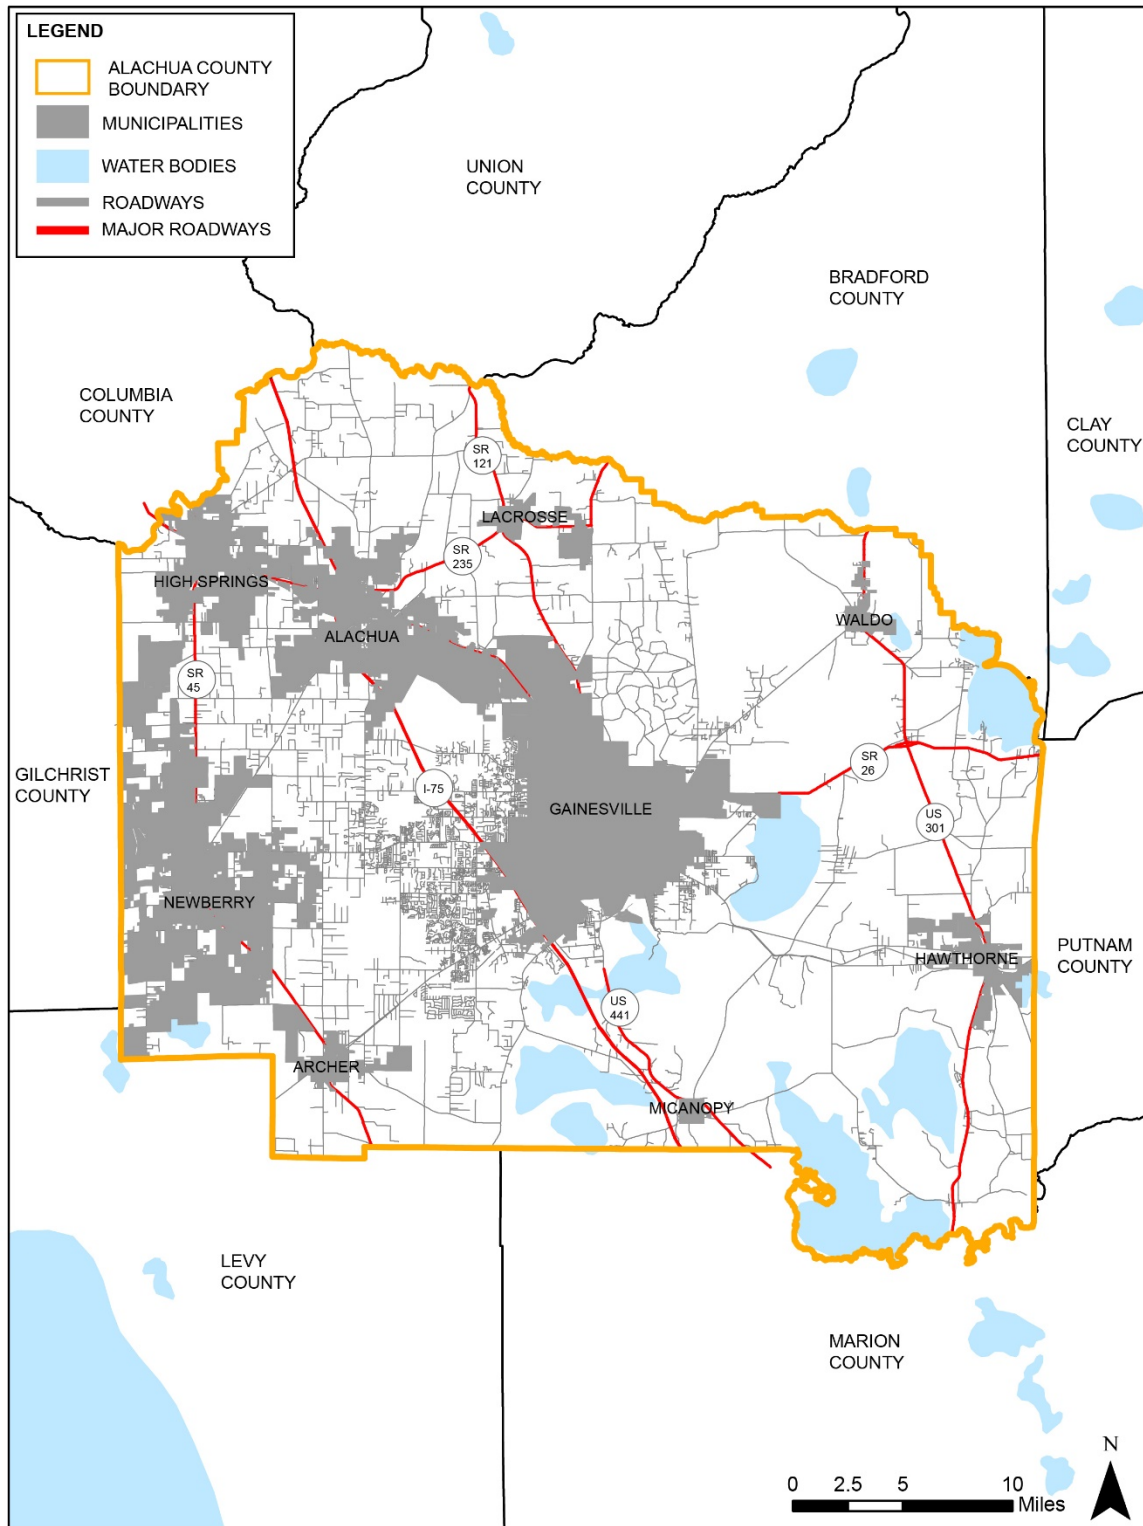 LEGEND
ALACHUA COUNTY
BOUNDARY
MUNICIPALITIES
WATER BODIES
ROADWAYS
MAJOR ROADWAYS
UNION
COUNTY
BRADFORD
COUNTY
COLUMBIA
COUNTY
CLAY
COUNTY
SR
121
LACROSSE
SR
235
HIGH SPRINGS
WALDO
ALACHUA
SR
45
SR
26
GILCHRIST
COUNTY
I-75
GAINESVILLE
US
301
NEWBERRY
HAWTHORNE
PUTNAM
COUNTY
US
441
ARCHER
MICANOPY
LEVY
COUNTY
MARION
COUNTY
N
0 2.5 5 10
Miles